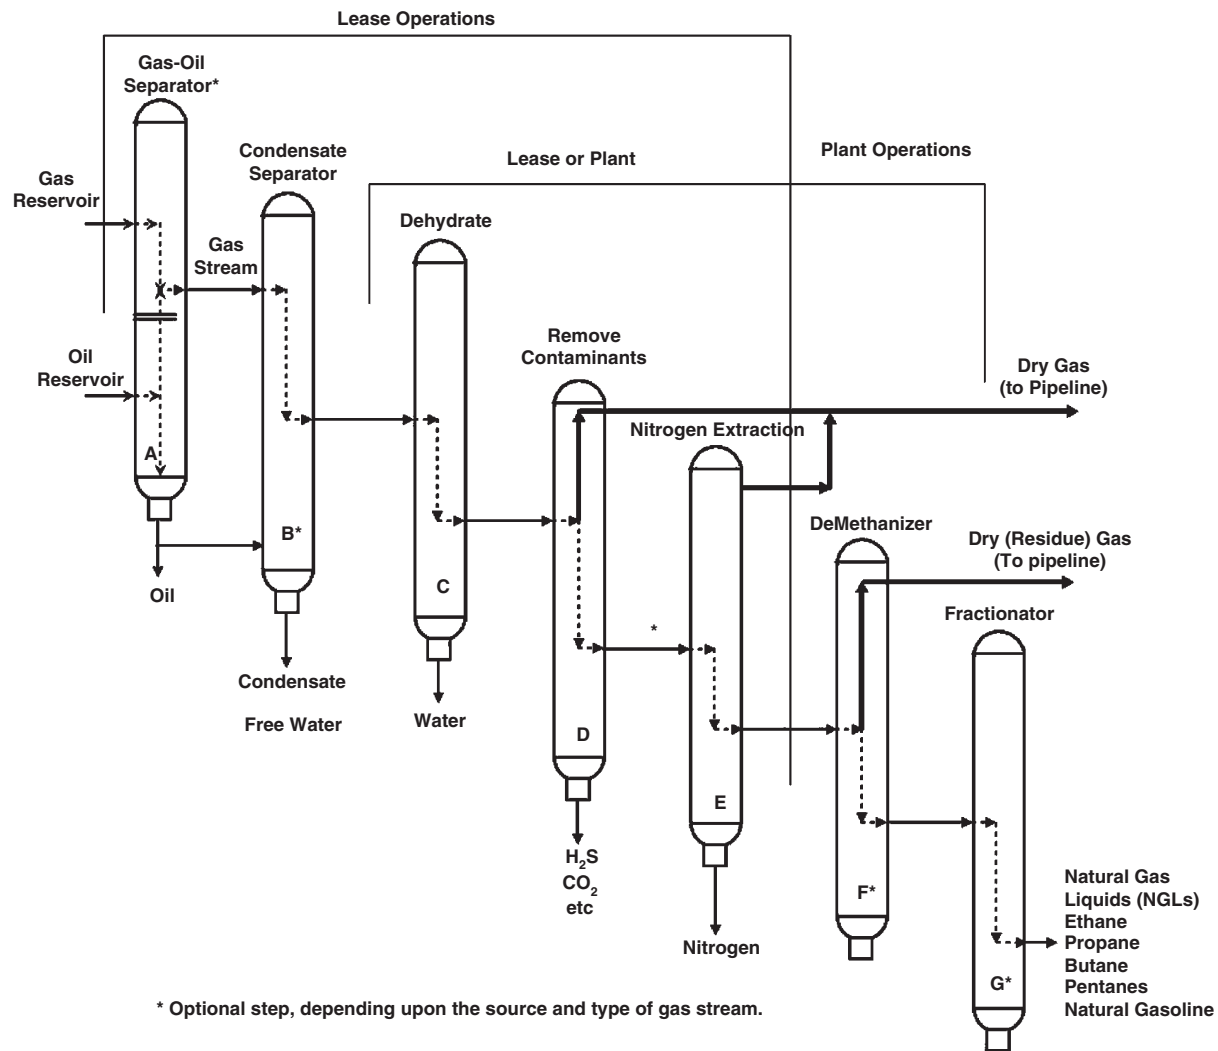 Lease Operations
Gas-Oil
Separator*
Condensate
Separator
Lease or Plant
Plant Operations
Gas
Reservoir
Dehydrate
Gas
Stream
Remove
Contaminants
Oil
Reservoir
Dry Gas
(to Pipeline)
Nitrogen Extraction
A
B*
DeMethanizer
Dry (Residue) Gas
(To pipeline)
C
Oil
Fractionator
*
Condensate
Free Water
Water
D
E
H2S
CO2
etc
F*
Nitrogen
Natural Gas
Liquids (NGLs)
Ethane
Propane
Butane
Pentanes
Natural Gasoline
G*
* Optional step, depending upon the source and type of gas stream.